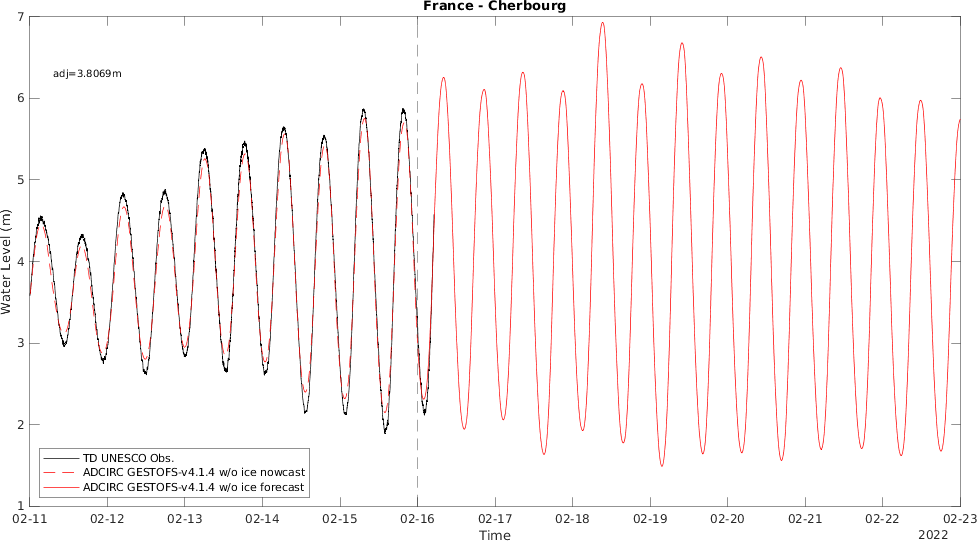 France - Cherbourg
7
adj=3.8069m
6
5
4
Water Level (m)
3
2
TD UNESCO Obs.
ADCIRC GESTOFS-v4.1.4 w/o ice nowcast
ADCIRC GESTOFS-v4.1.4 w/o ice forecast
1
02-11 02-12 02-13 02-14 02-15 02-16 02-17 02-18 02-19 02-20 02-21 02-22 02-23
Time
2022